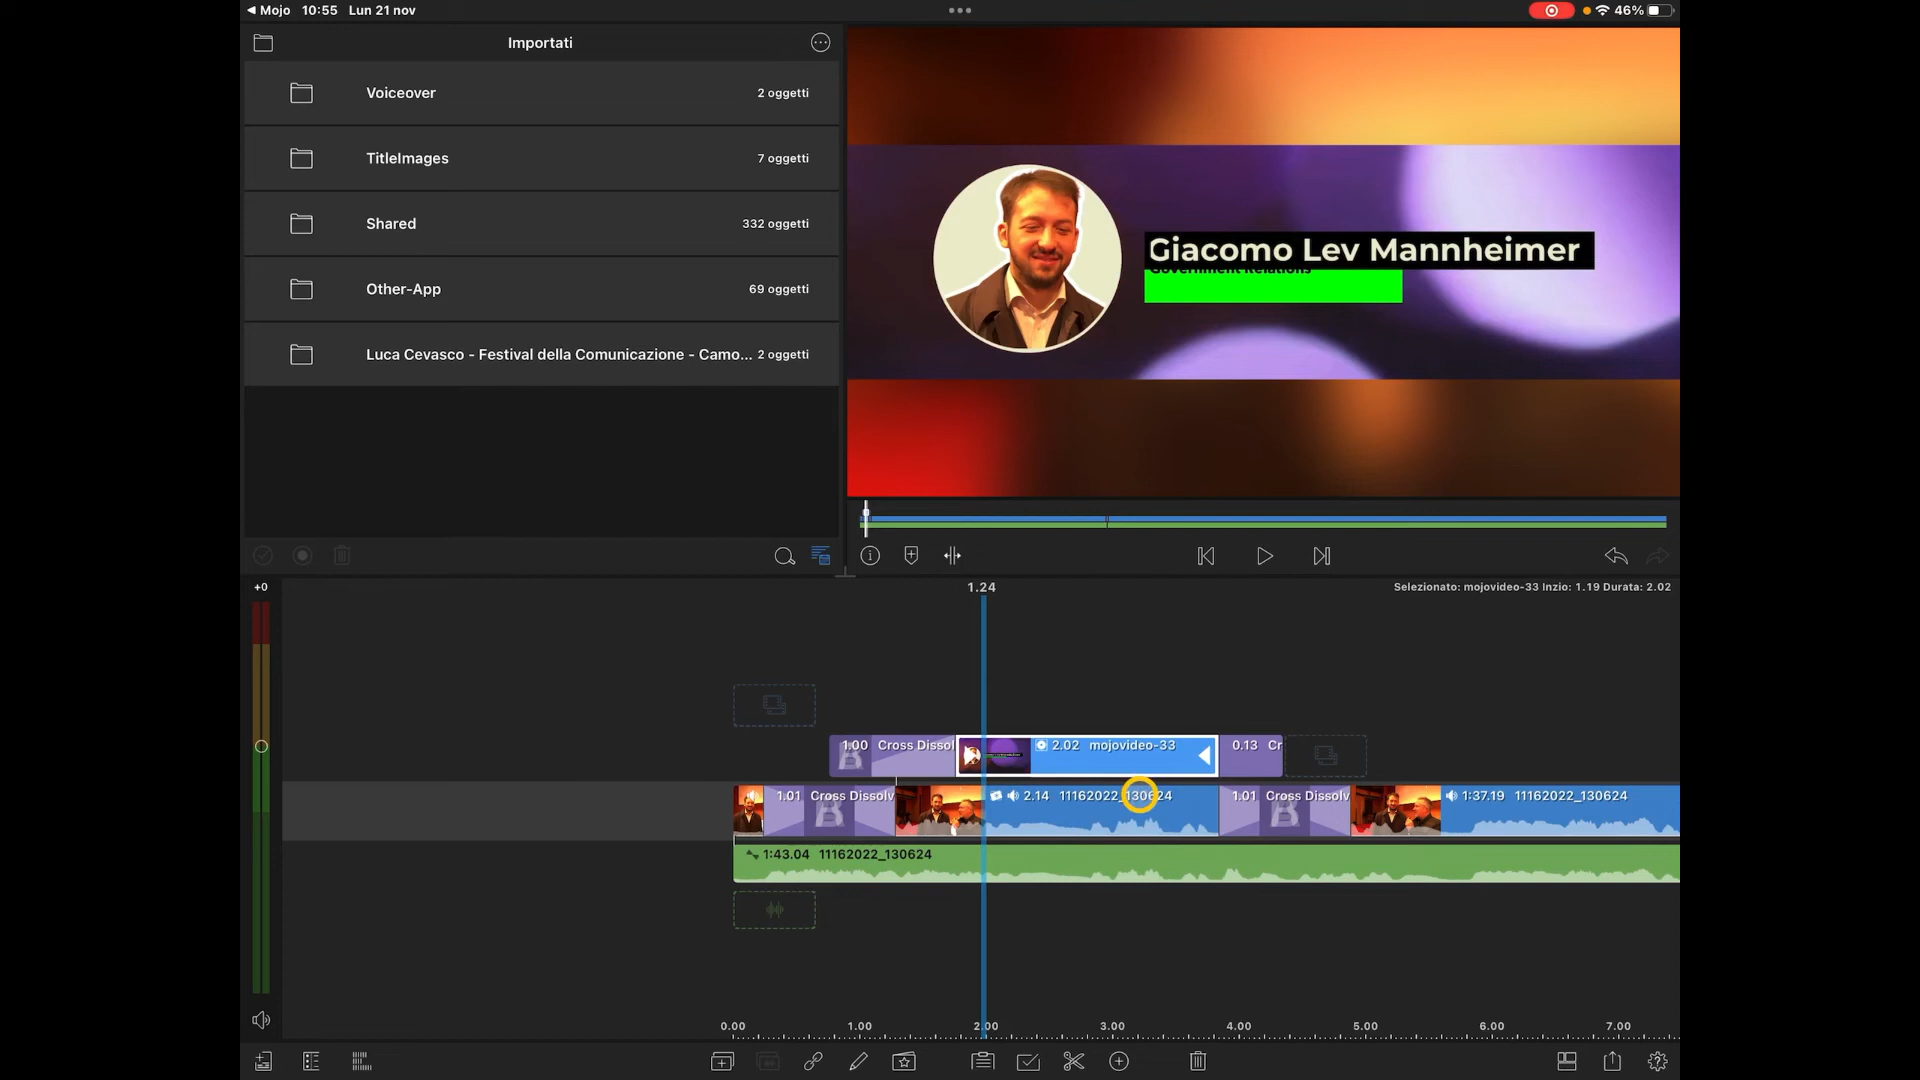 Mojo 10:55 Lun 21 nov
46%
Importati
Voiceover 2 oggetti
TitleImages 7 oggetti
Shared 332 oggetti
Other-App 69 oggetti
Luca Cevasco - Festival della Comunicazione - Camo... 2 oggetti
Giacomo Lev Mannheimer
Government Relations
+0
1.24
Selezionato: mojovideo-33 Inzio: 1.19 Durata: 2.02
1.00 Cross Dissol
2.02 mojovideo-33
0.13 Cr
1.01 Cross Dissolv
2.14 11162022_130624
1.01 Cross Dissolv
1:37.19 11162022_130624
1:43.04 11162022_130624
0.00 1.00 2.00 3.00 4.00 5.00 6.00 7.00